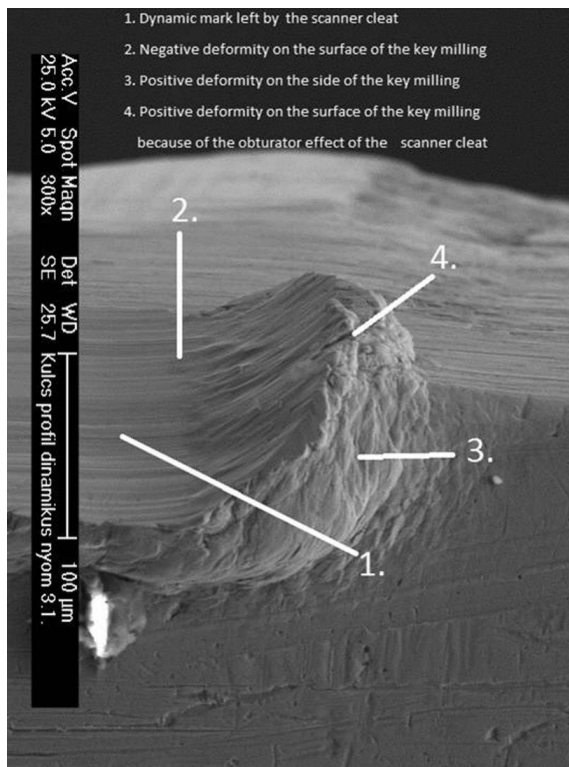 1. Dynamic mark left by the scanner cleat
2. Negative deformity on the surface of the key milling
3. Positive deformity on the side of the key milling
4. Positive deformity on the surface of the key milling
because of the obturator effect of the scanner cleat
Acc.V Spot Magn Det WD
25.0 kV 5.0 300x SE 25.7 Kulcs profil dinamikus nyom 3.1.
100 µm
2.
4.
3.
1.